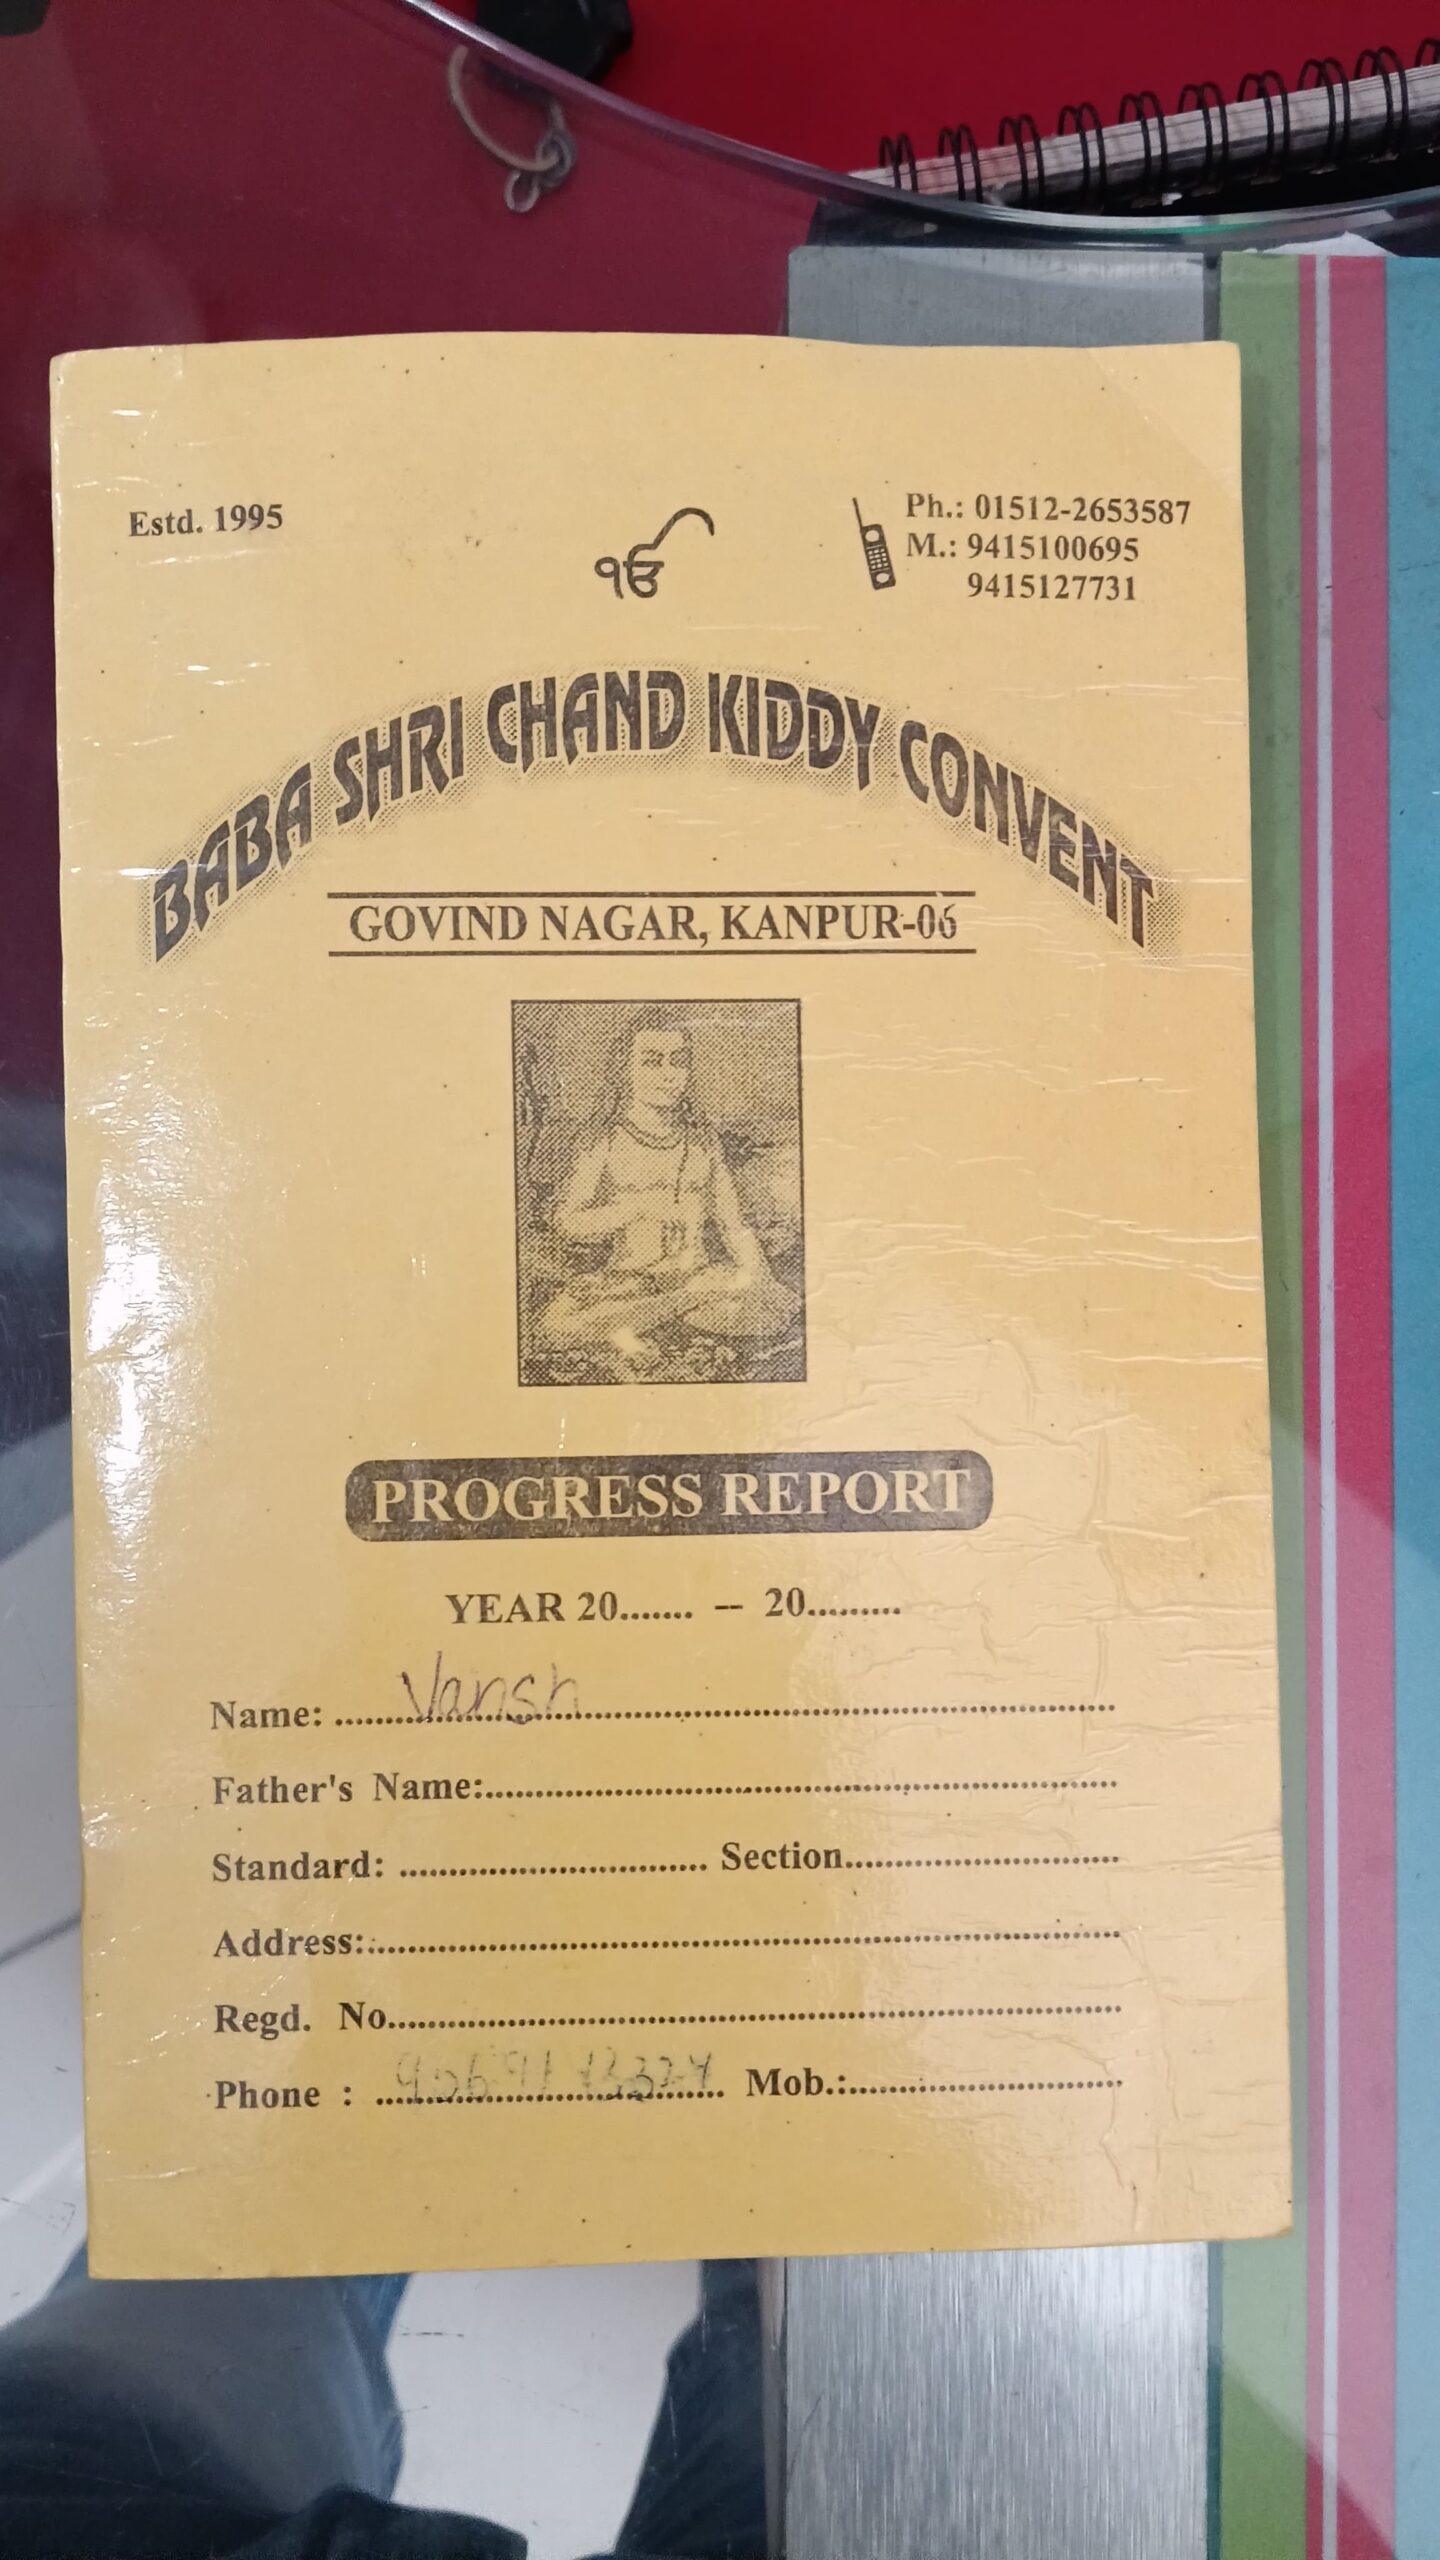 Estd. 1995
ੴ
Ph.: 01512-2653587
M.: 9415100695
9415127731
BABA SHRI CHAND KIDDY CONVENT
GOVIND NAGAR, KANPUR-06
PROGRESS REPORT
YEAR 20....... -- 20.........
Name: Vansh
Father's Name:
Standard: Section
Address:
Regd. No.
Phone : Mob.: